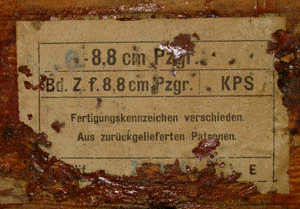 8,8 cm Pzgr.
Bd. Z. f. 8,8 cm Pzgr. KPS
Fertigungskennzeichen verschieden.
Aus zurückgelieferten Patronen.
E